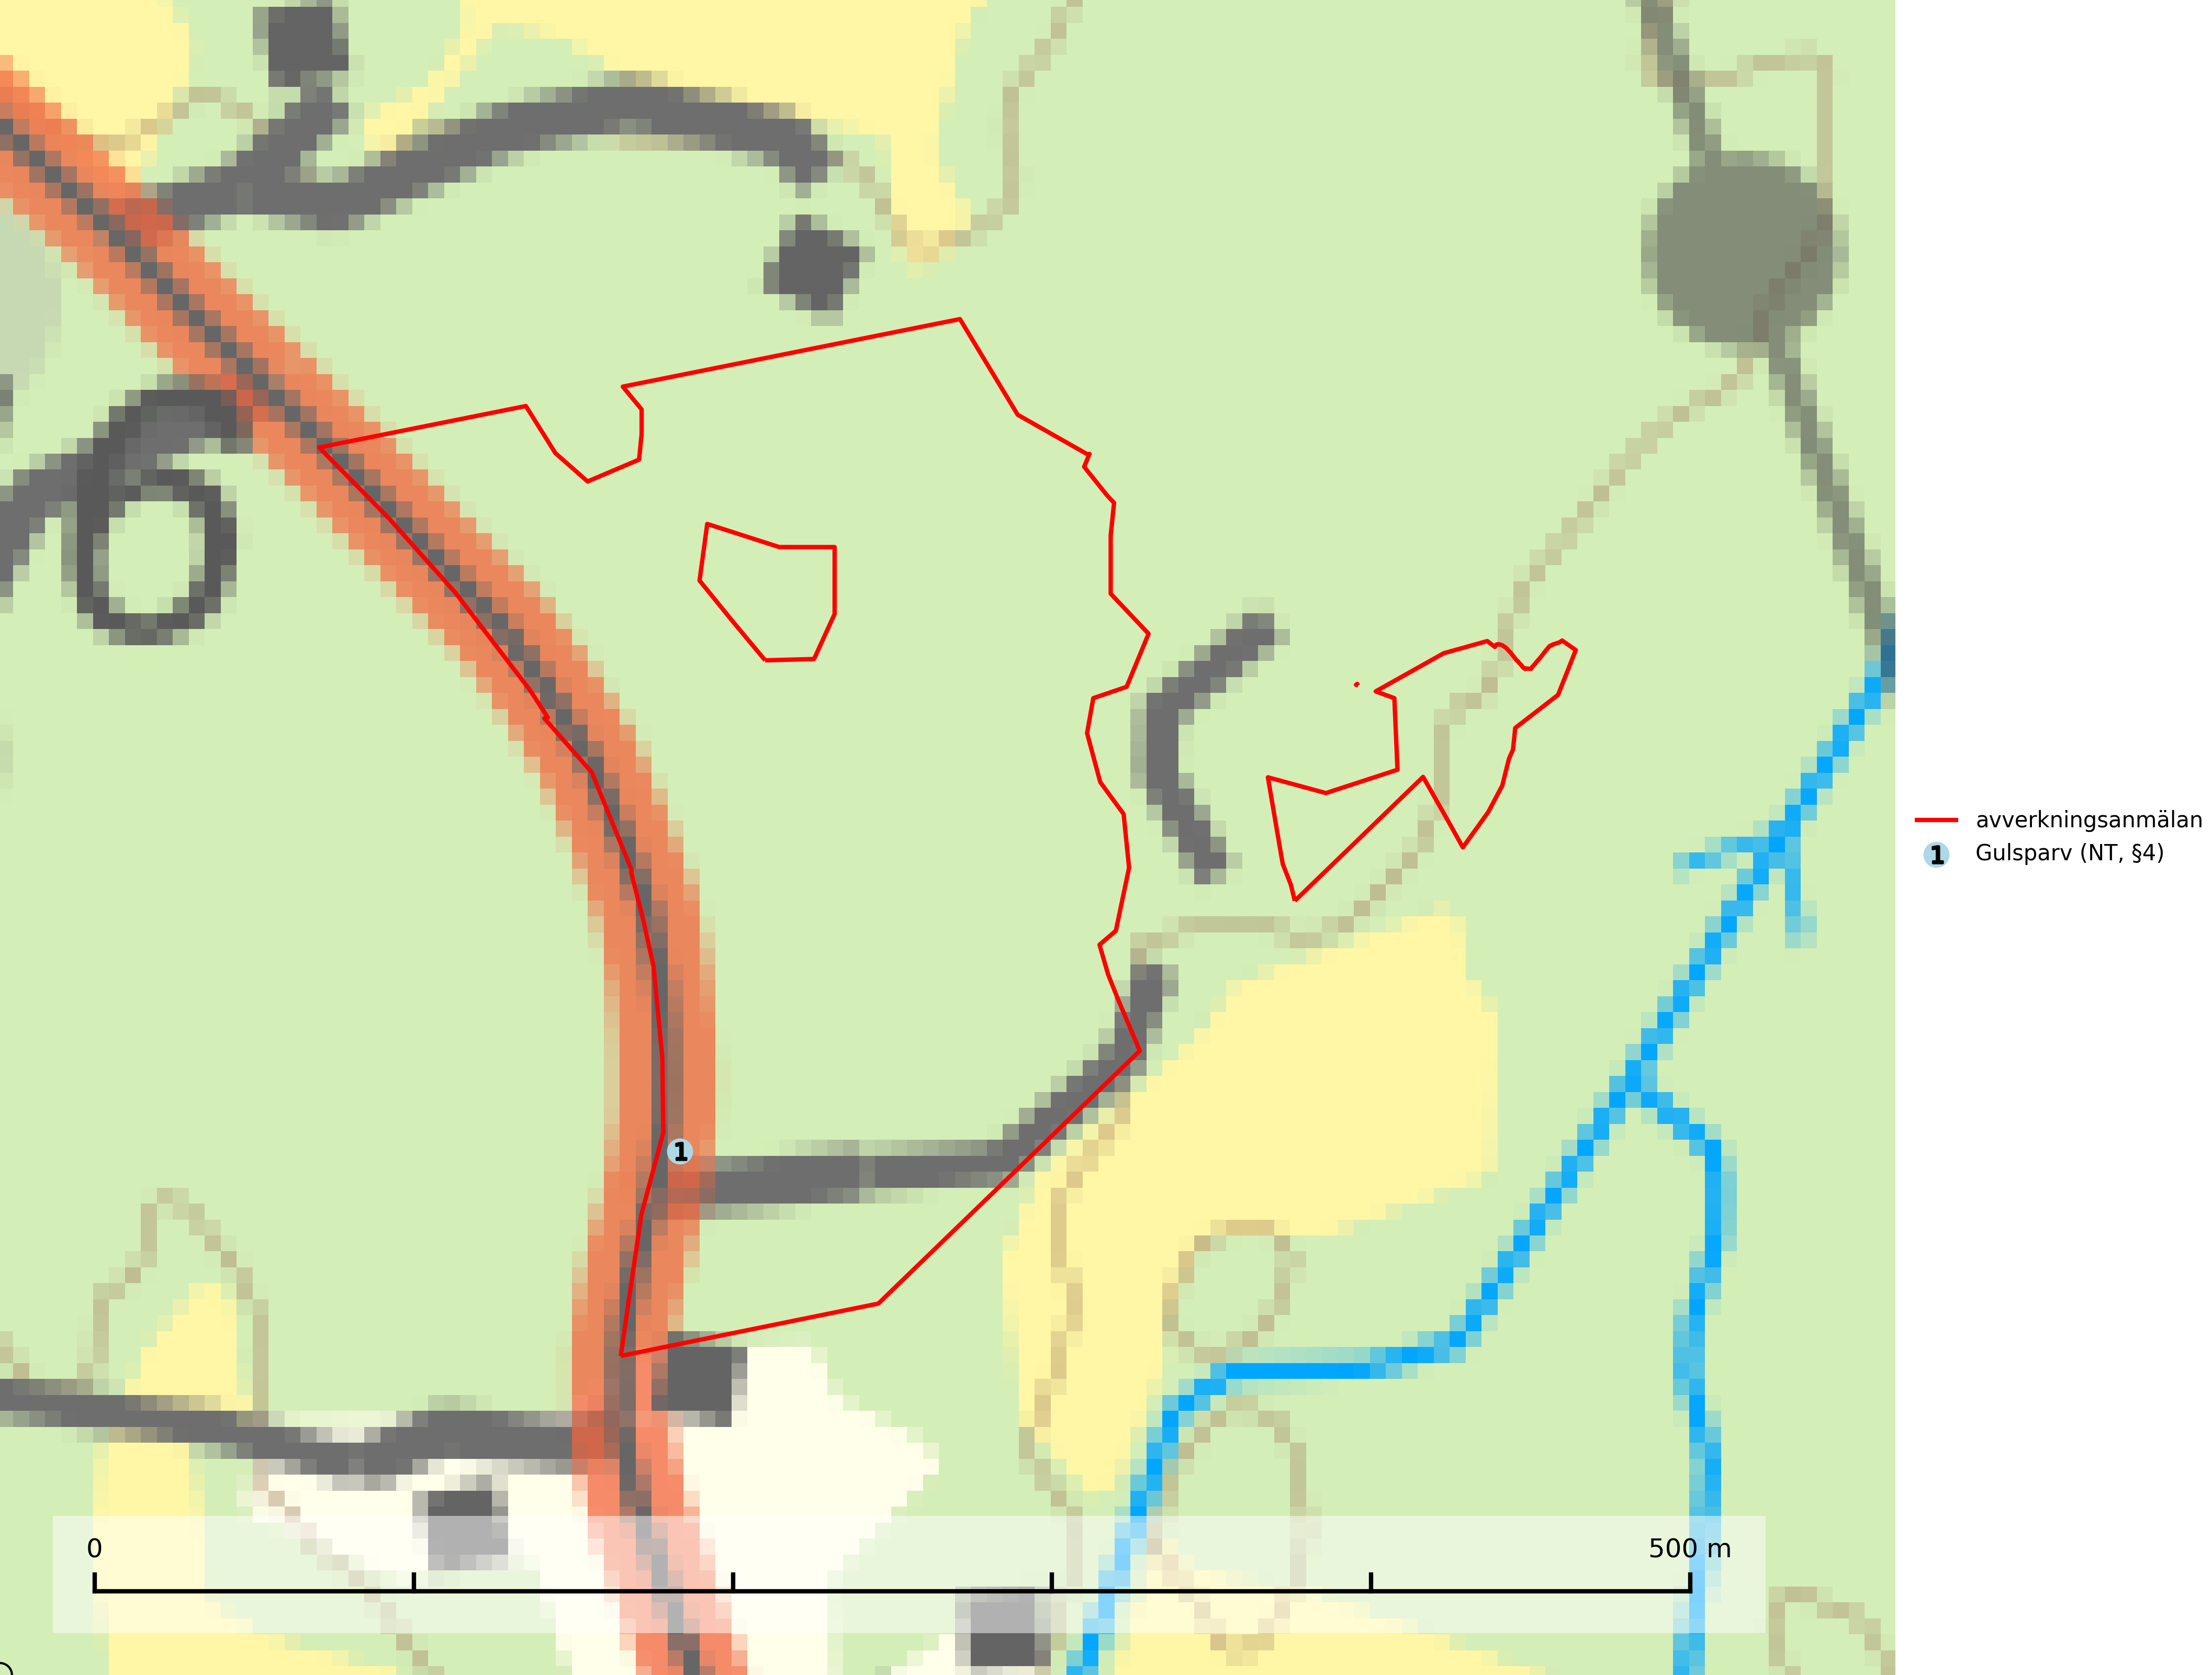 1
avverkningsanmälan
1 Gulsparv (NT, §4)
0 500 m